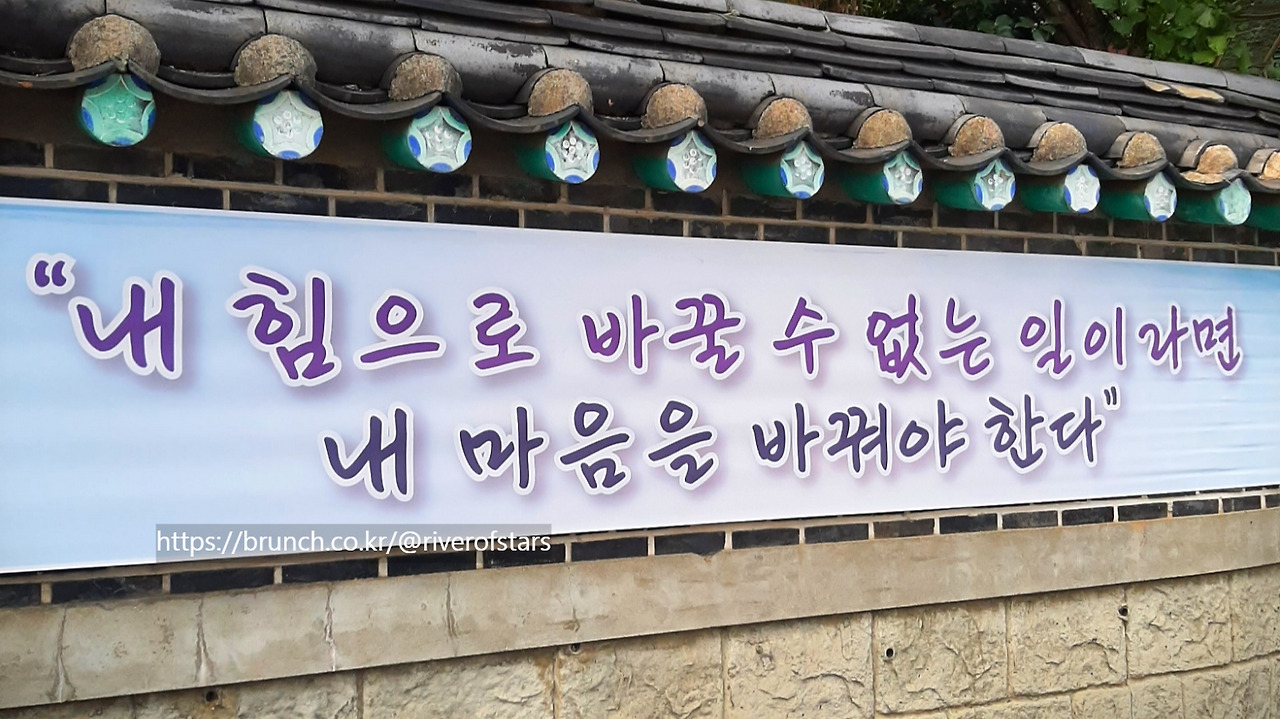 “내 힘으로 바꿀 수 없는 일이라면
내 마음을 바꿔야 한다”
https://brunch.co.kr/@riverofstars